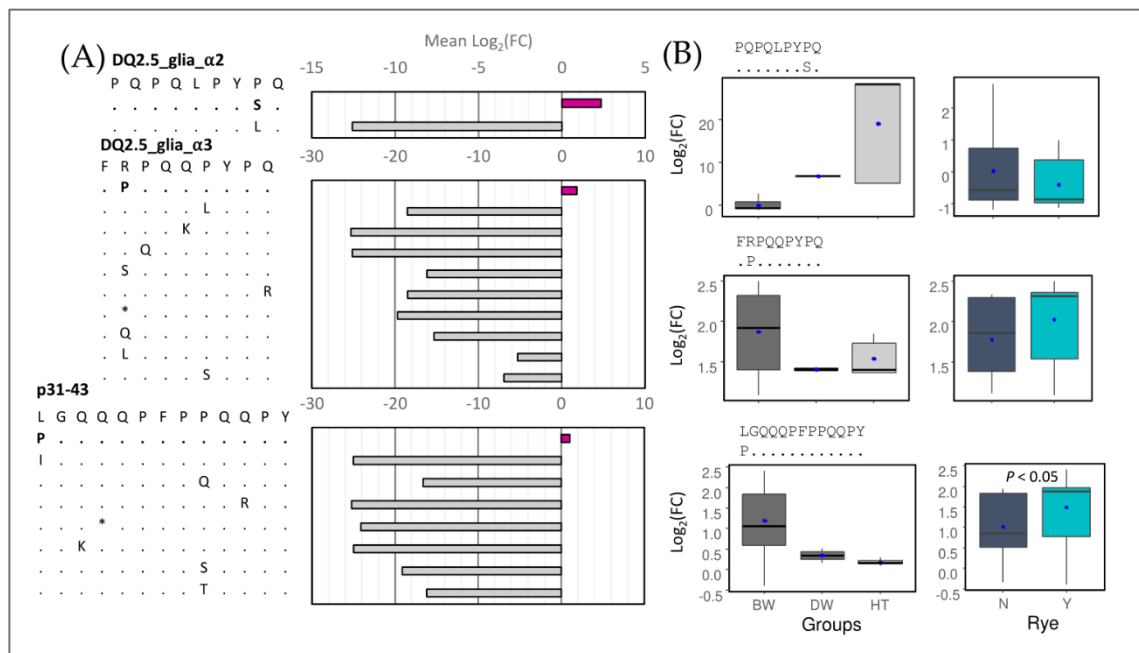 (A)
DQ2.5_glia_α2
P Q P Q L P Y P Q
. . . . . . . S .
. . . . . . . L .
DQ2.5_glia_α3
F R P Q Q P Y P Q
. P . . . . . . .
. . . . . L . . .
. . . . K . . . .
. . Q . . . . . .
. S . . . . . . .
. . . . . . . . R
. * . . . . . . .
. Q . . . . . . .
. L . . . . . . .
. . . . . S . . .
p31-43
L G Q Q Q P F P P Q Q P Y
P . . . . . . . . . . . .
I . . . . . . . . . . . .
. . . . . . . . Q . . . .
. . . . . . . . . . R . .
. . . * . . . . . . . . .
. . K . . . . . . . . . .
. . . . . . . . S . . . .
. . . . . . . . T . . . .
Mean Log2(FC)
-15 -10 -5 0 5
-30 -20 -10 0 10
-30 -20 -10 0 10
(B)
PQPQLPYPQ
.......S.
Log2(FC)
20
10
0
2
1
0
-1
FRPQQPYPQ
.P.......
Log2(FC)
2.5
2.0
1.5
2.5
2.0
1.5
LGQQQPFPPQQPY
P............
Log2(FC)
2.5
2.0
1.5
1.0
0.5
0.0
-0.5
BW DW HT
Groups
P < 0.05
2.5
2.0
1.5
1.0
0.5
0.0
-0.5
N Y
Rye